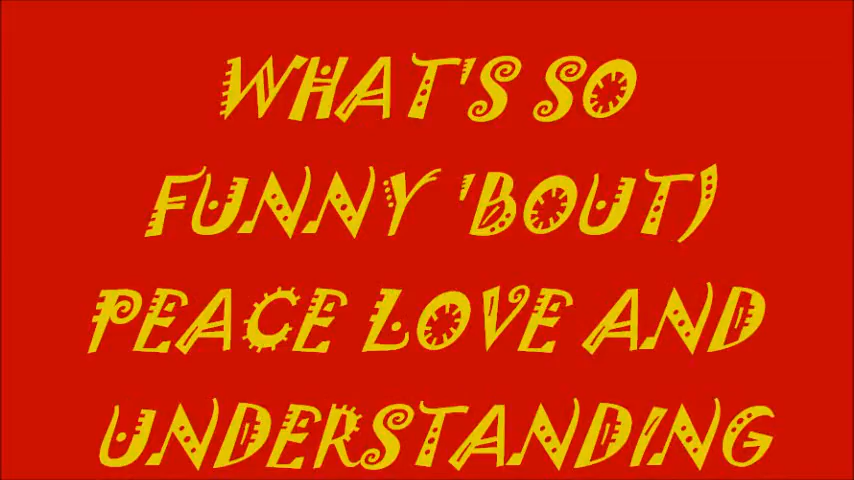 WHAT'S SO
FUNNY 'BOUT)
PEACE LOVE AND
UNDERSTANDING